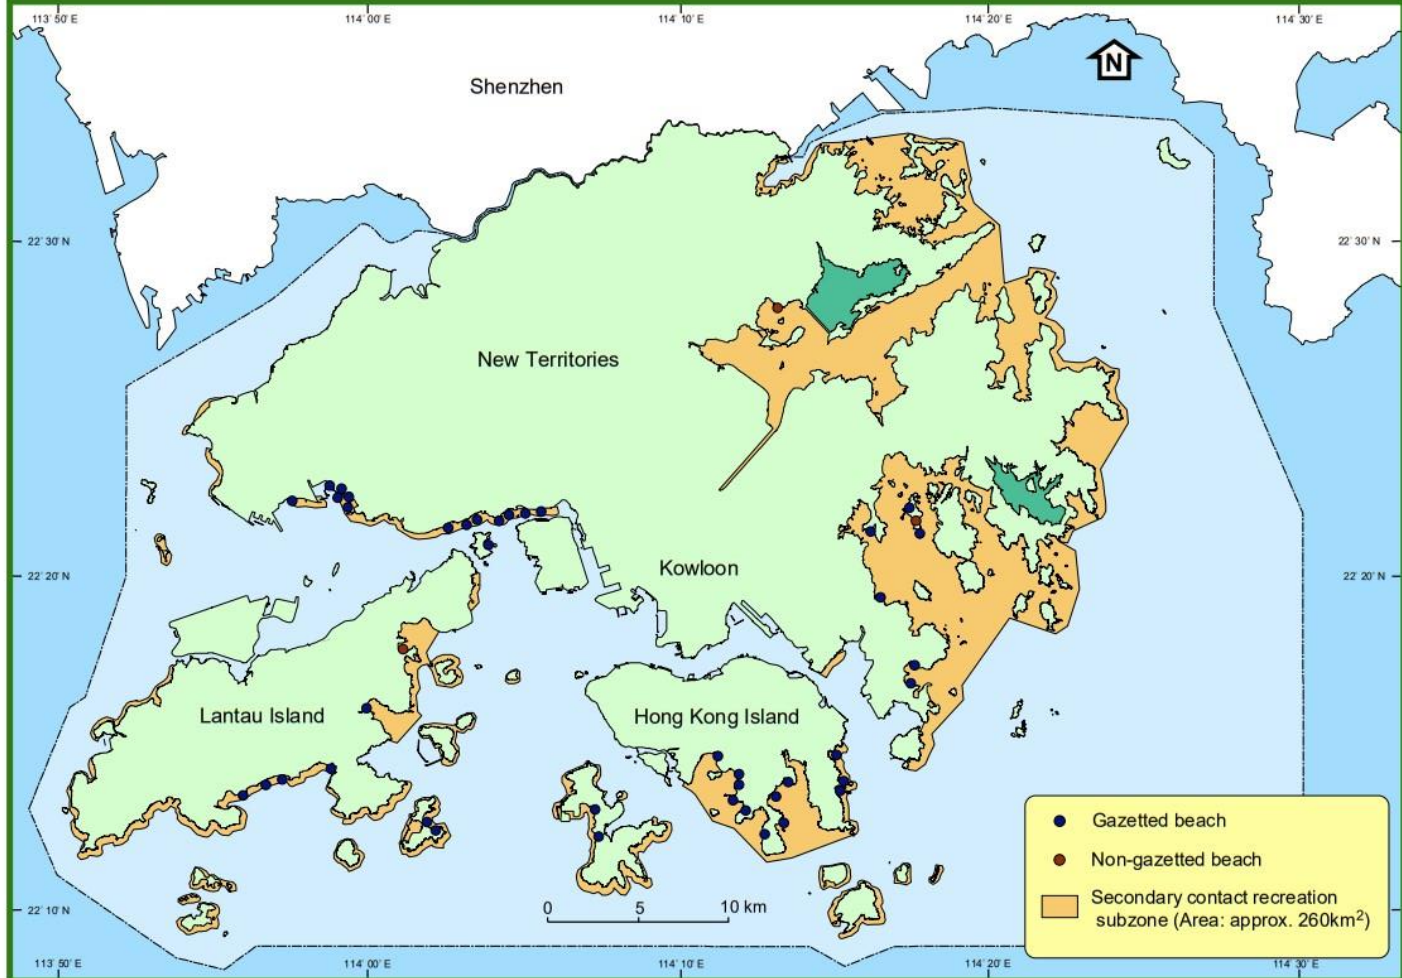 113° 50' E
114° 00' E
114° 10' E
114° 20' E
114° 30' E
N
Shenzhen
22° 30' N
22° 30' N
New Territories
22° 20' N
Kowloon
22° 20' N
Lantau Island
Hong Kong Island
Gazetted beach
Non-gazetted beach
Secondary contact recreation
subzone (Area: approx. 260km²)
0
5
10 km
22° 10' N
113° 50' E
114° 00' E
114° 10' E
114° 20' E
114° 30' E